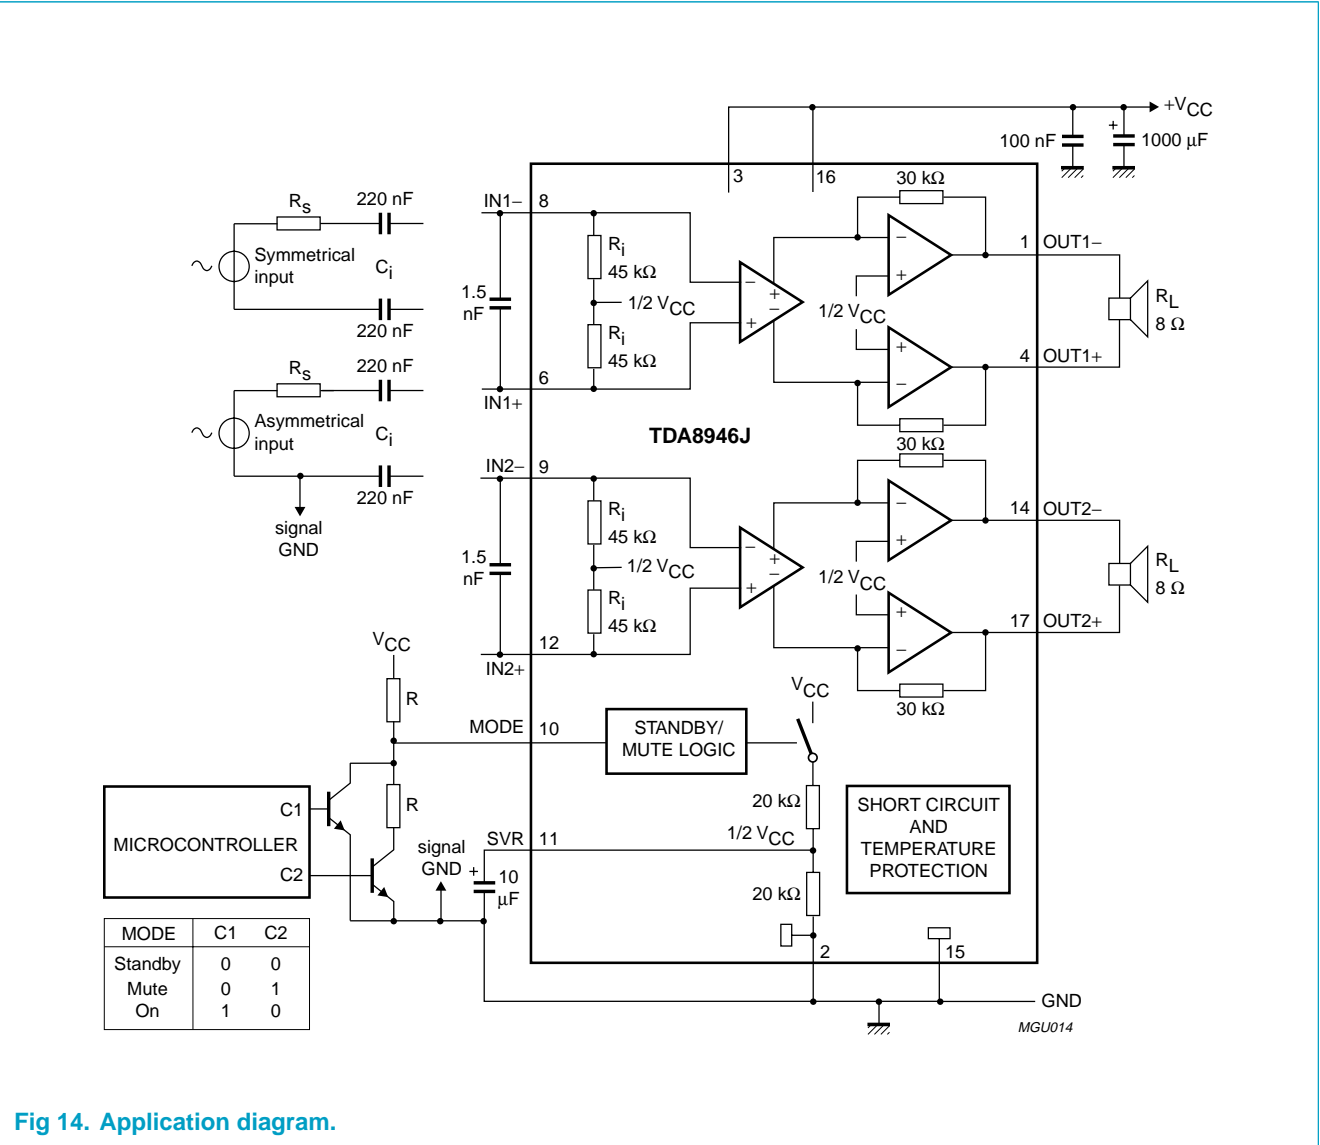 +VCC
100 nF
+
1000 μF
3
16
30 kΩ
RS
220 nF
IN1−
8
Symmetrical
input
Ci
220 nF
1.5
nF
Ri
45 kΩ
1/2 VCC
Ri
45 kΩ
−
+
−
+
−
+
1/2 VCC
+
−
1
OUT1−
RL
8 Ω
4
OUT1+
30 kΩ
6
IN1+
RS
220 nF
Asymmetrical
input
Ci
220 nF
signal
GND
TDA8946J
IN2−
9
1.5
nF
Ri
45 kΩ
1/2 VCC
Ri
45 kΩ
−
+
−
+
30 kΩ
−
+
1/2 VCC
+
−
14
OUT2−
RL
8 Ω
17
OUT2+
30 kΩ
12
IN2+
VCC
R
MODE
10
STANDBY/
MUTE LOGIC
VCC
R
C1
MICROCONTROLLER
C2
signal
GND
+
10
μF
SVR
11
1/2 VCC
20 kΩ
20 kΩ
SHORT CIRCUIT
AND
TEMPERATURE
PROTECTION
2
15
GND
MODE C1 C2
Standby 0 0
Mute 0 1
On 1 0
MGU014
Fig 14. Application diagram.